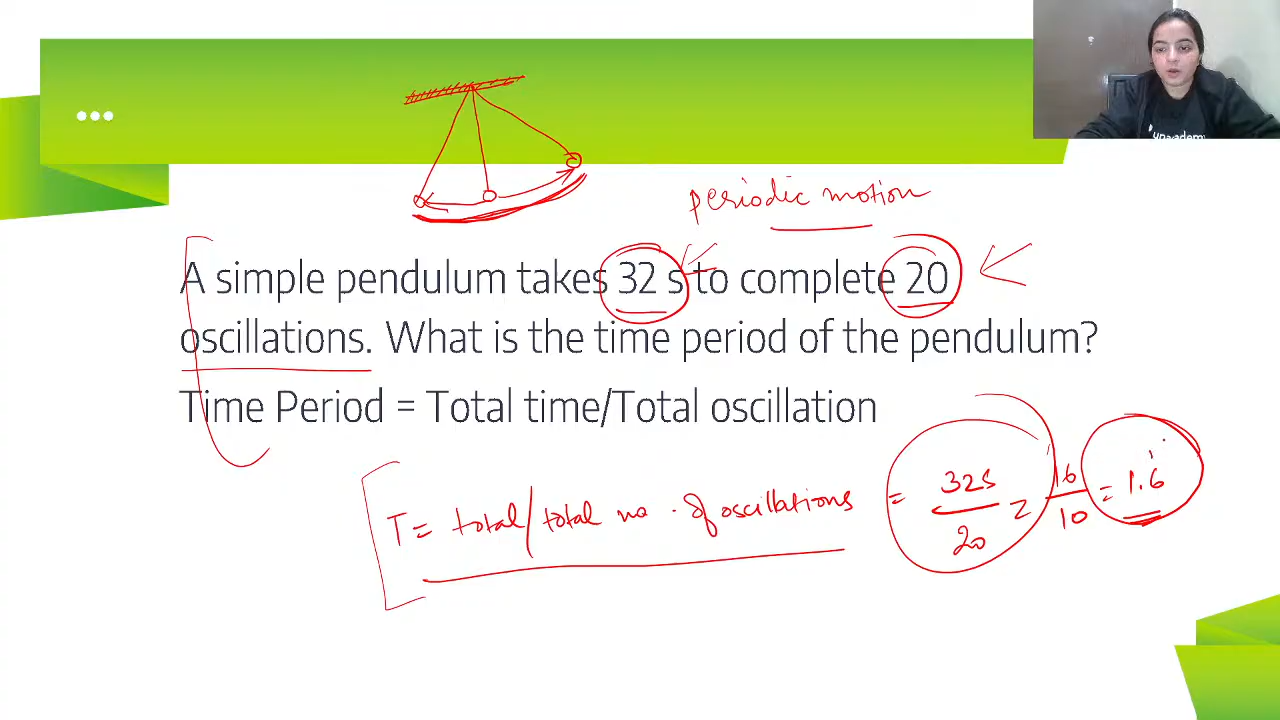 periodic motion
A simple pendulum takes 32 s to complete 20
oscillations. What is the time period of the pendulum?
Time Period = Total time/Total oscillation
T = total/total no. of oscillations = 32s/20 = 16/10 = 1.6